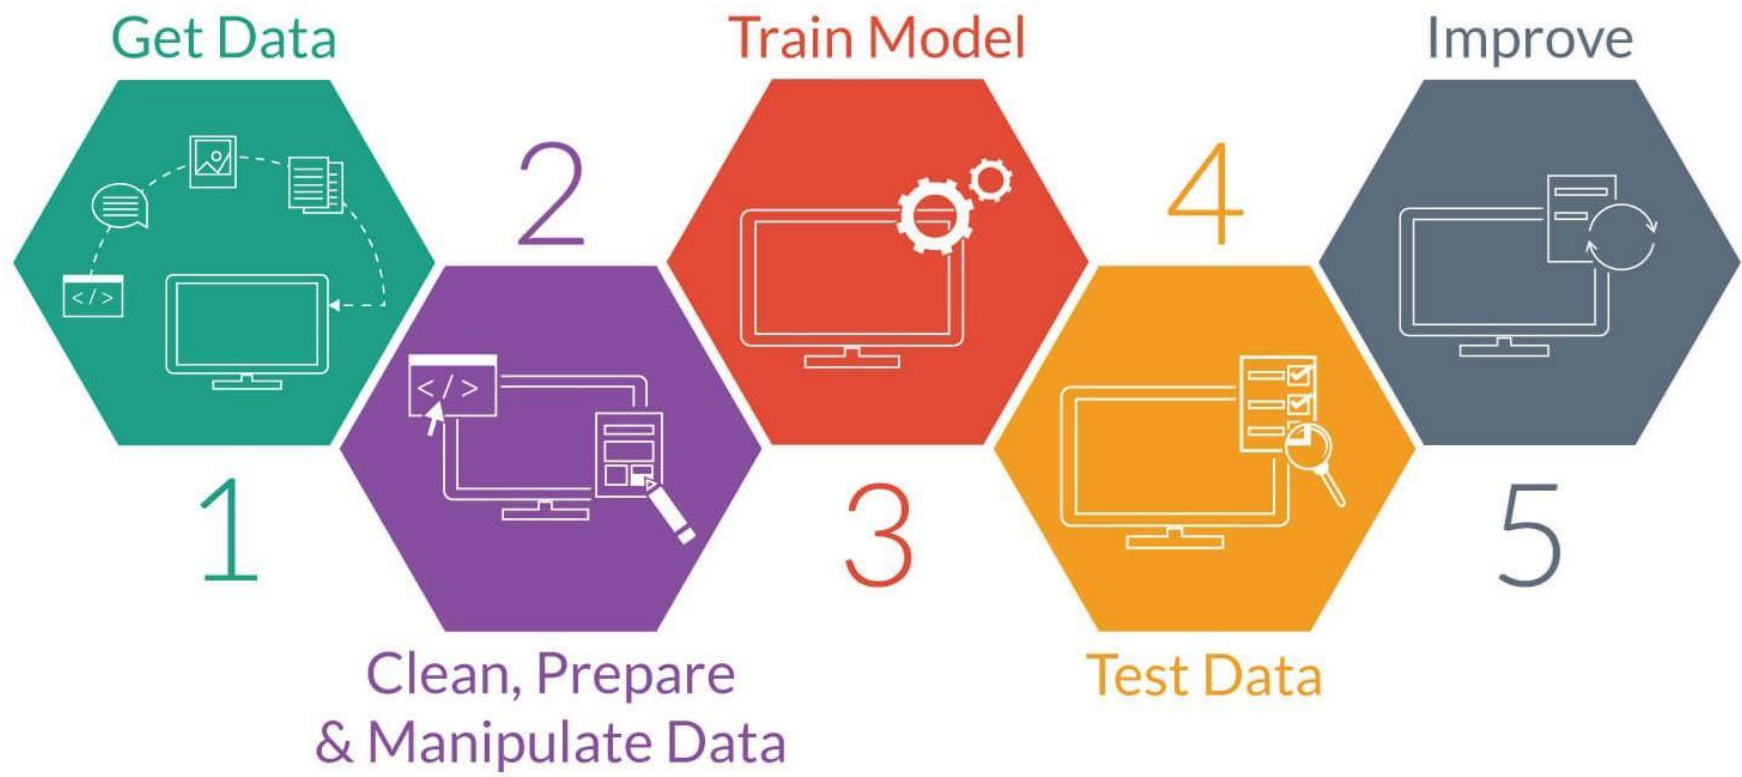 Get Data
1
2
Clean, Prepare
& Manipulate Data
Train Model
3
4
Test Data
Improve
5
</>
</>